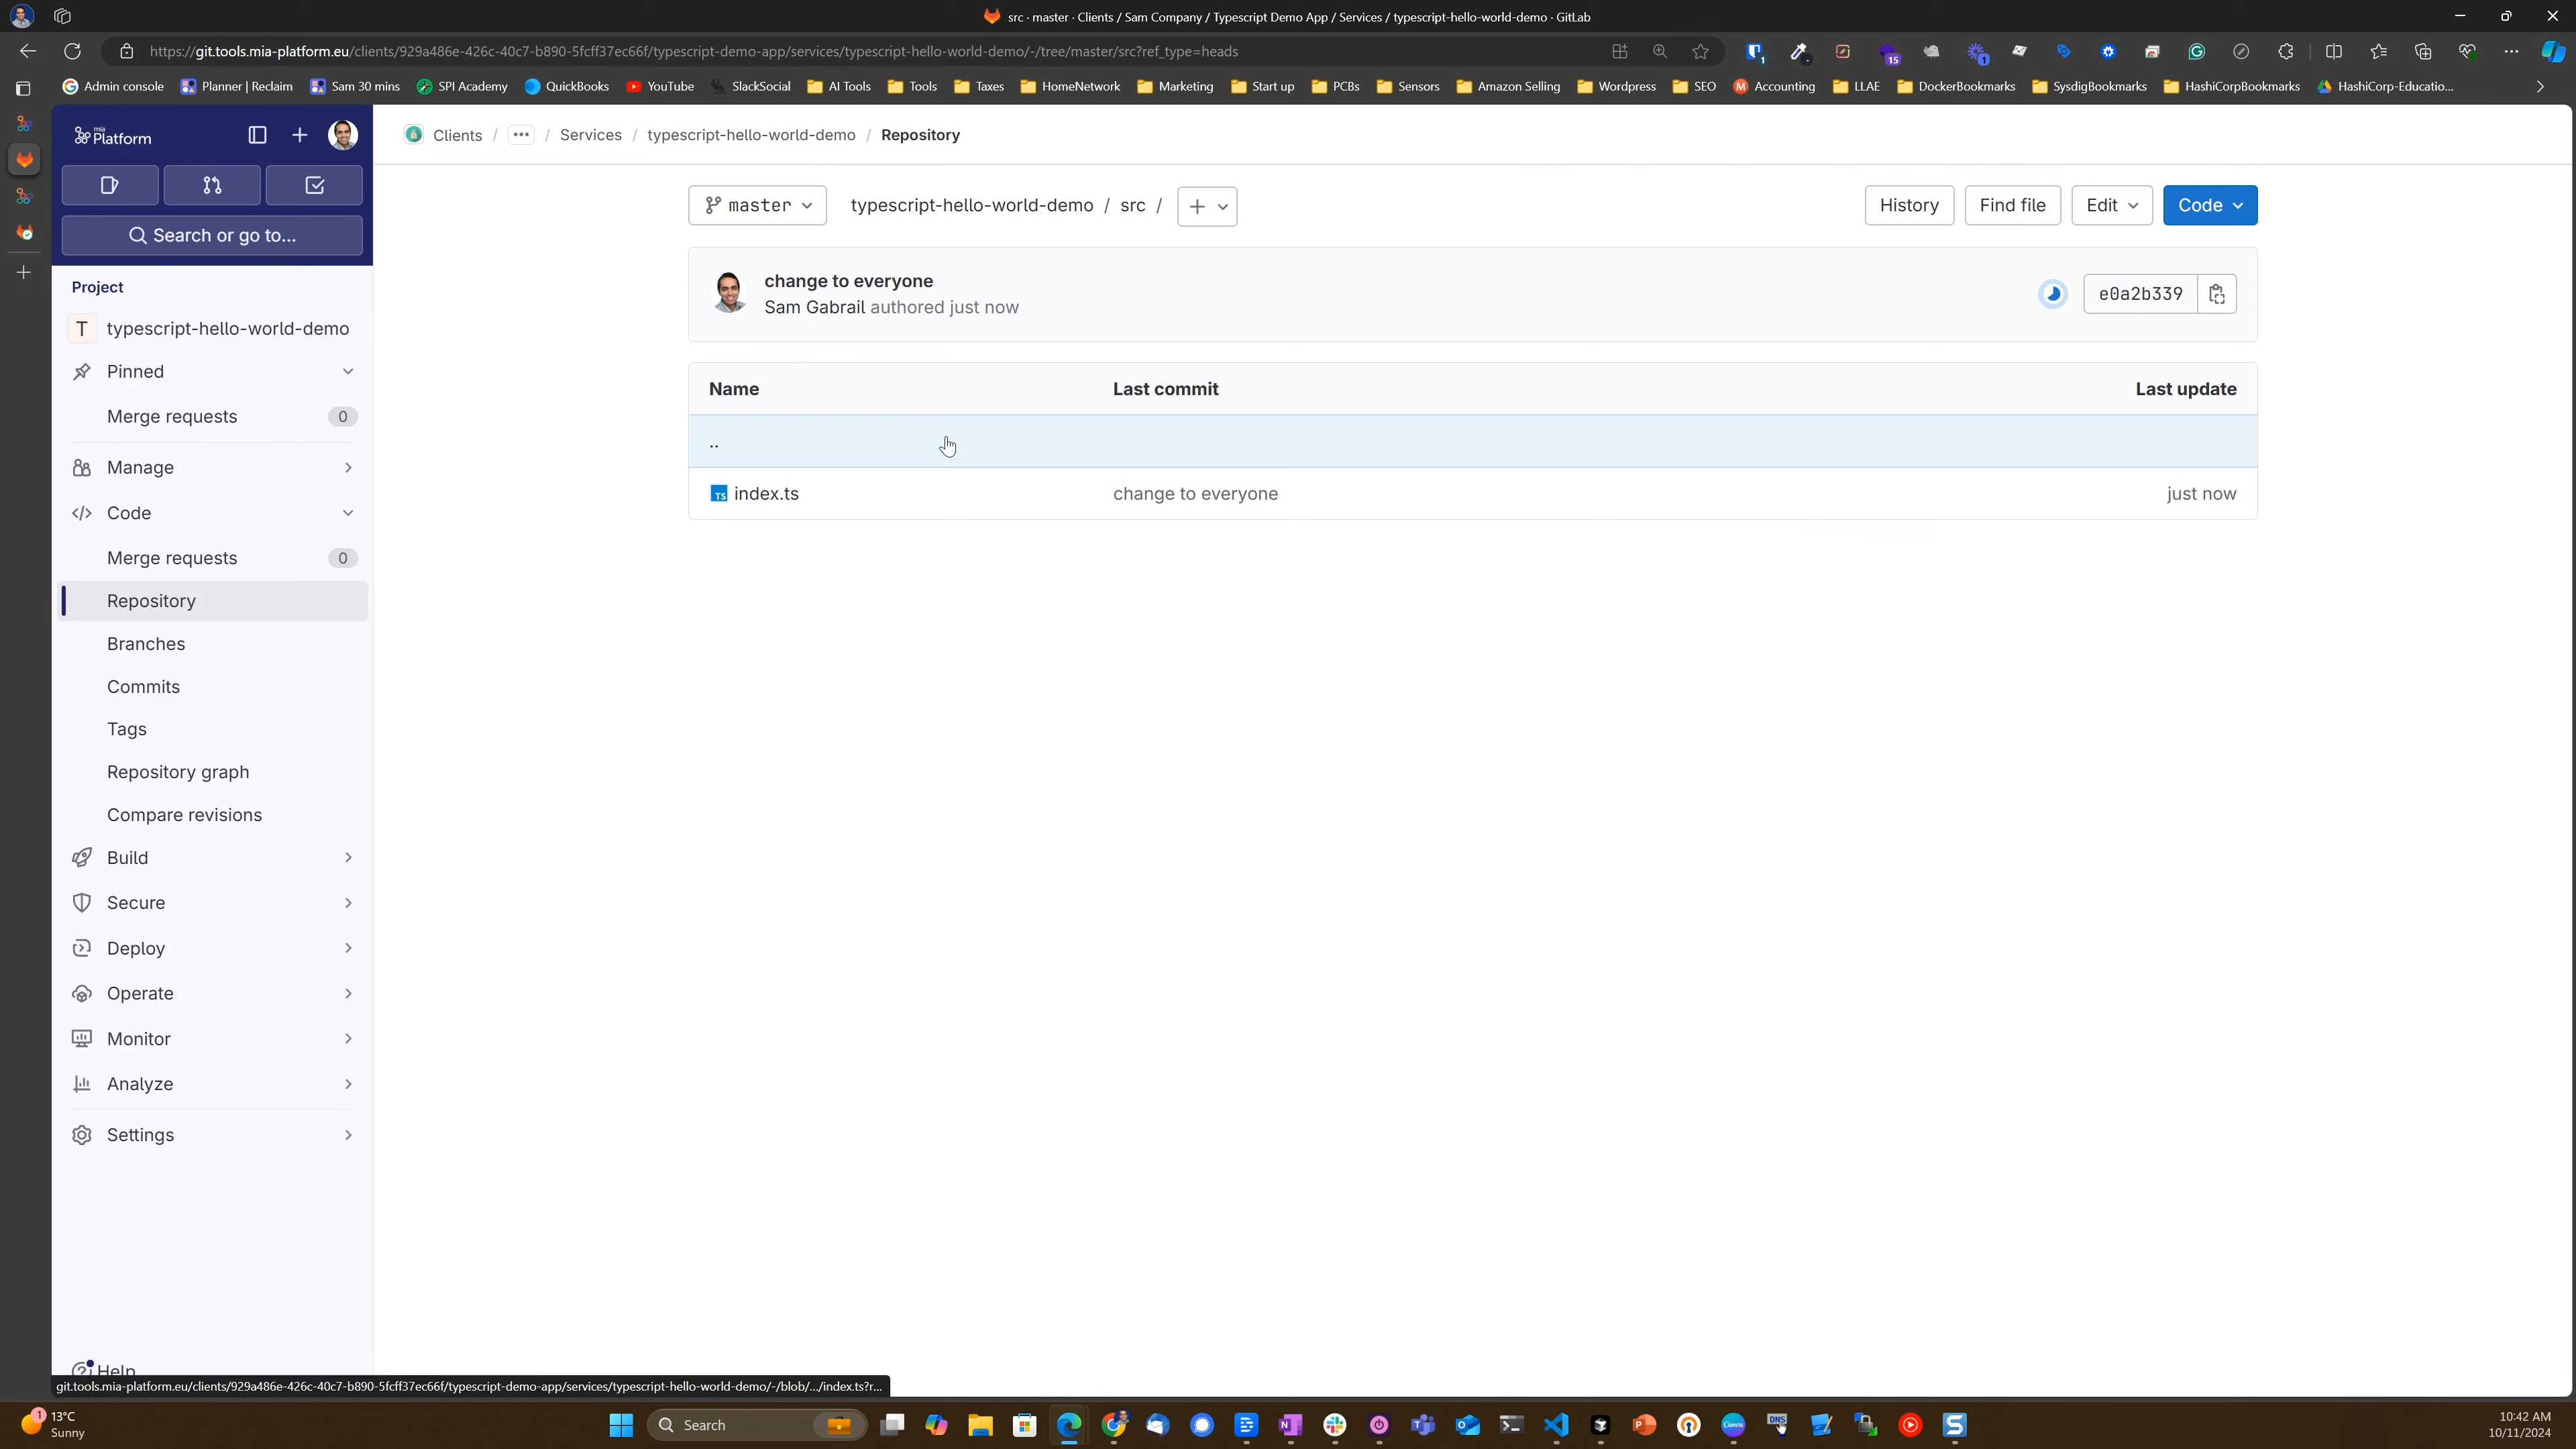 src · master · Clients / Sam Company / Typescript Demo App / Services / typescript-hello-world-demo · GitLab
https://git.tools.mia-platform.eu/clients/929a486e-426c-40c7-b890-5fcff37ec66f/typescript-demo-app/services/typescript-hello-world-demo/-/tree/master/src?ref_type=heads
1
15
1
Admin console
Planner | Reclaim
Sam 30 mins
SPI Academy
QuickBooks
YouTube
SlackSocial
AI Tools
Tools
Taxes
HomeNetwork
Marketing
Start up
PCBs
Sensors
Amazon Selling
Wordpress
SEO
Accounting
LLAE
DockerBookmarks
SysdigBookmarks
HashiCorpBookmarks
HashiCorp-Educatio...
mia Platform
Search or go to...
Project
T typescript-hello-world-demo
Pinned
Merge requests 0
Manage
Code
Merge requests 0
Repository
Branches
Commits
Tags
Repository graph
Compare revisions
Build
Secure
Deploy
Operate
Monitor
Analyze
Settings
Help
Clients / ••• / Services / typescript-hello-world-demo / Repository
master
typescript-hello-world-demo / src / +
History
Find file
Edit
Code
change to everyone
Sam Gabrail authored just now
e0a2b339
Name Last commit Last update
..
TS index.ts change to everyone just now
git.tools.mia-platform.eu/clients/929a486e-426c-40c7-b890-5fcff37ec66f/typescript-demo-app/services/typescript-hello-world-demo/-/blob/.../index.ts?r...
1
13°C
Sunny
Search
DNS
10:42 AM
10/11/2024